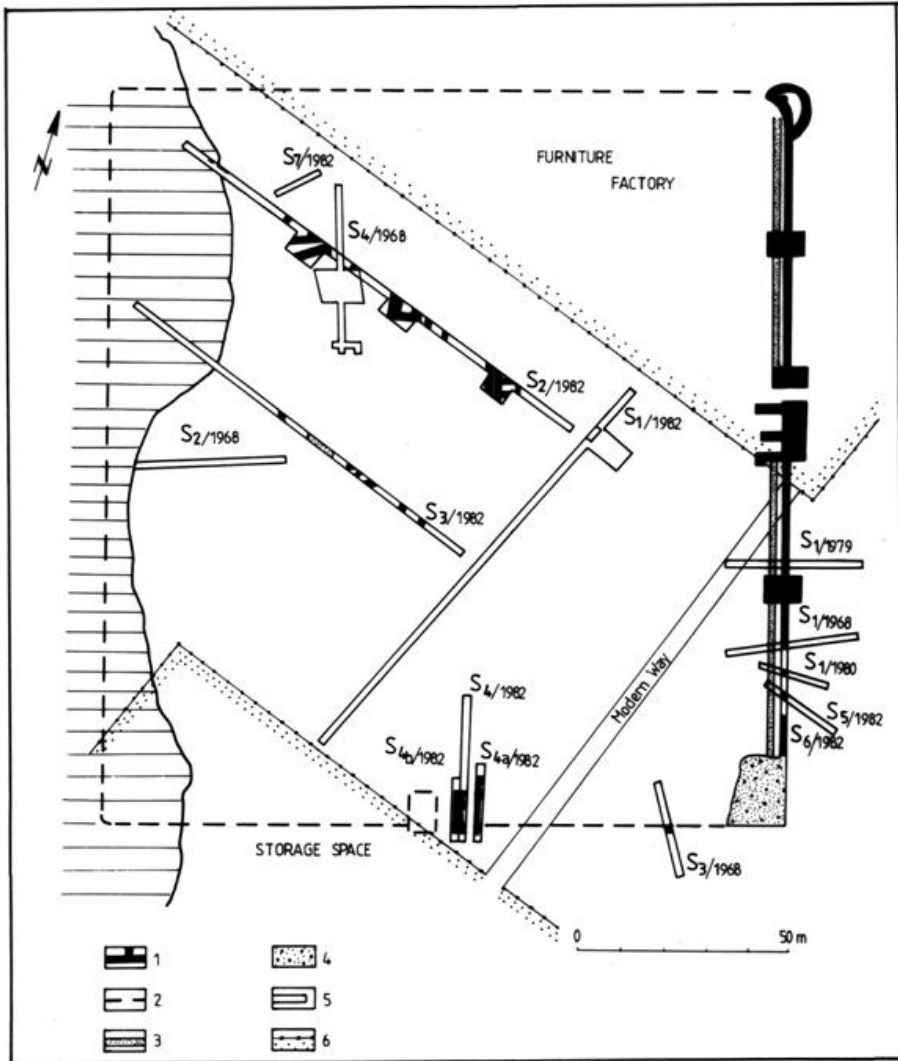 N
FURNITURE
FACTORY
S7/1982
S4/1968
S2/1982
S1/1982
S2/1968
S3/1982
S1/1979
S1/1968
S1/1980
S5/1982
S6/1982
Modern Way
S4/1982
S4b/1982
S4a/1982
S3/1968
STORAGE SPACE
0 50 m
1
2
3
4
5
6